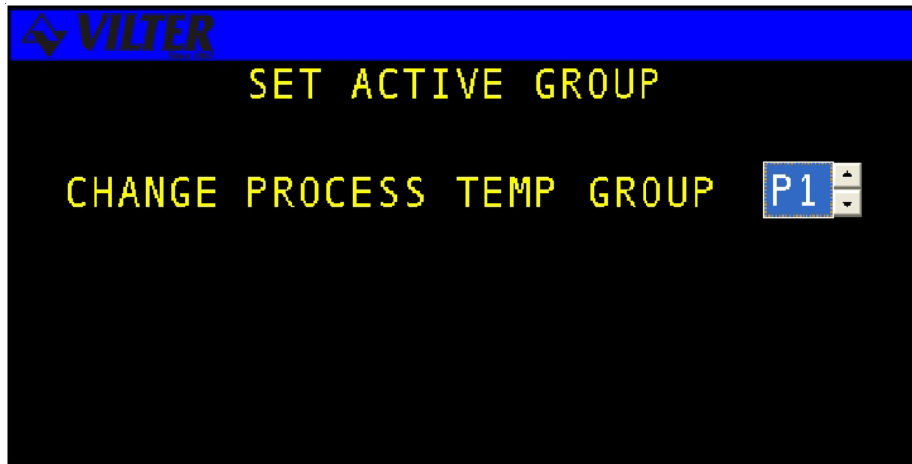 VILTER
SET ACTIVE GROUP
CHANGE PROCESS TEMP GROUP P1